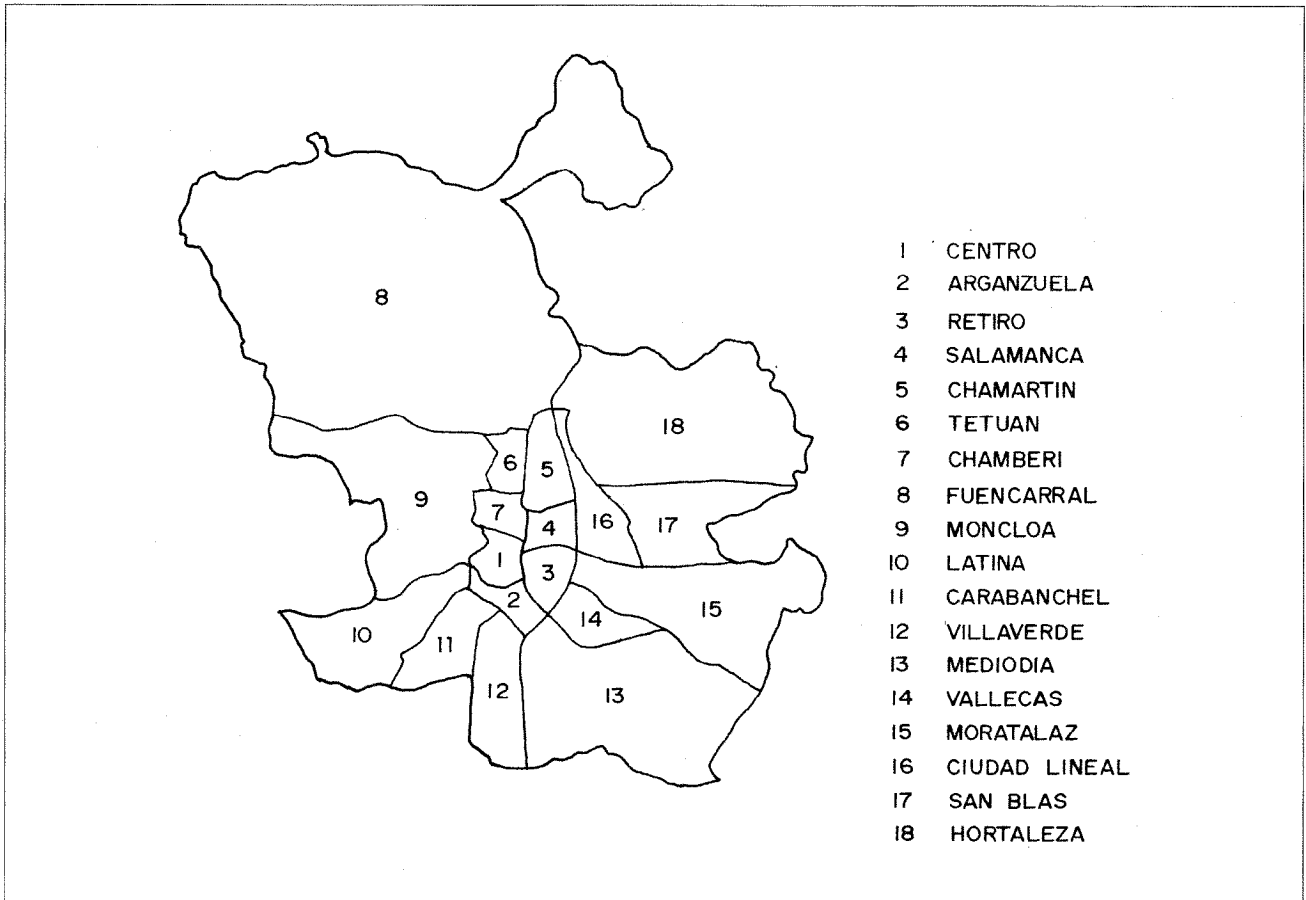 8
18
6
5
9
7
16
17
4
1
3
2
14
15
10
11
12
13
1 CENTRO
2 ARGANZUELA
3 RETIRO
4 SALAMANCA
5 CHAMARTIN
6 TETUAN
7 CHAMBERI
8 FUENCARRAL
9 MONCLOA
10 LATINA
11 CARABANCHEL
12 VILLAVERDE
13 MEDIODIA
14 VALLECAS
15 MORATALAZ
16 CIUDAD LINEAL
17 SAN BLAS
18 HORTALEZA